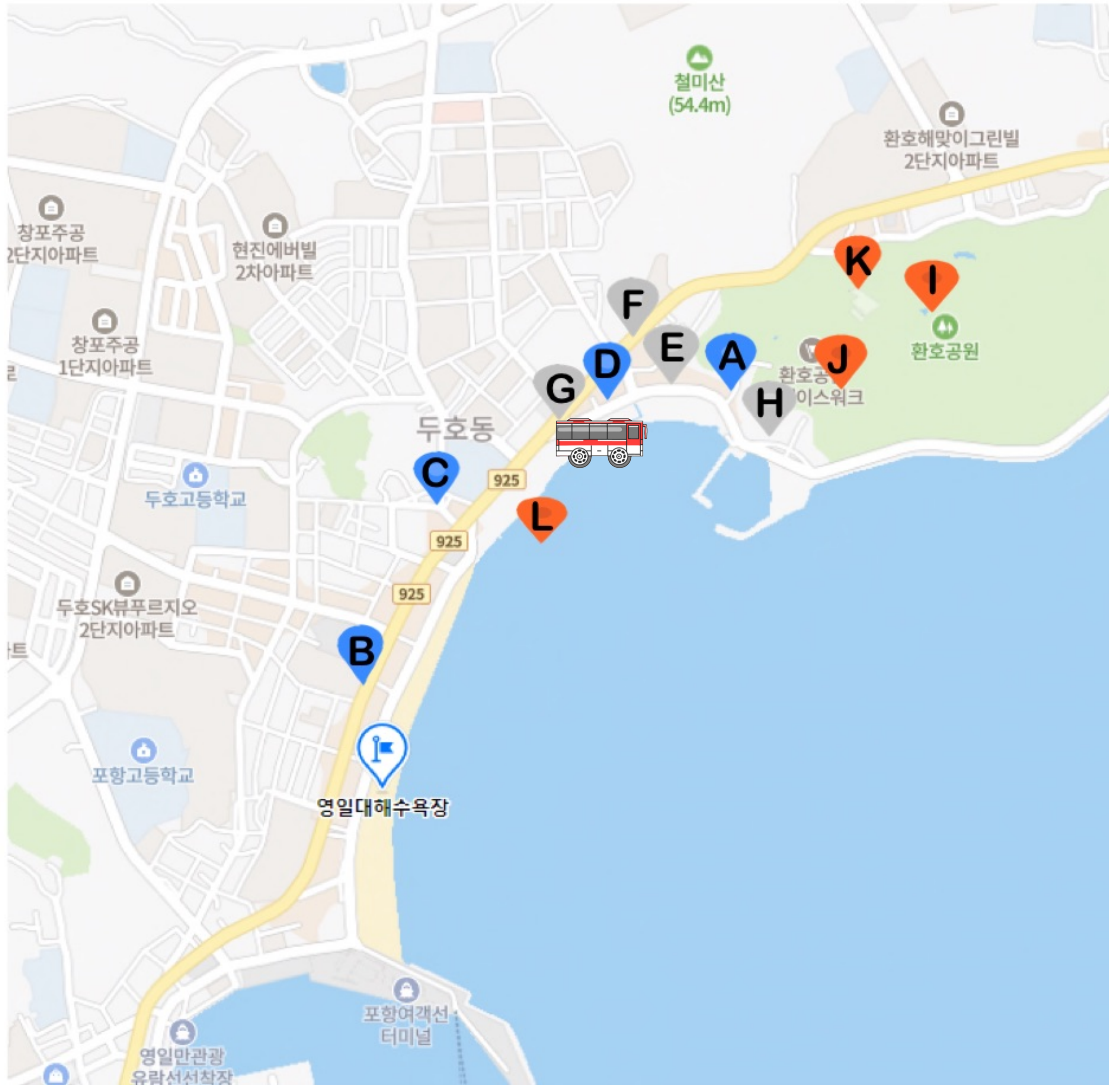 철미산
(54.4m)
환호해맞이그린빌
2단지아파트
창포주공
2단지아파트
현진에버빌
2차아파트
K
I
F
창포주공
1단지아파트
로
E
A
D
환호공원
J
환호공
이스워크
G
H
두호동
C
925
두호고등학교
L
925
925
두호SK뷰푸르지오
2단지아파트
트
B
포항고등학교
영일대해수욕장
포항여객선
터미널
영일만관광
유람선선착장